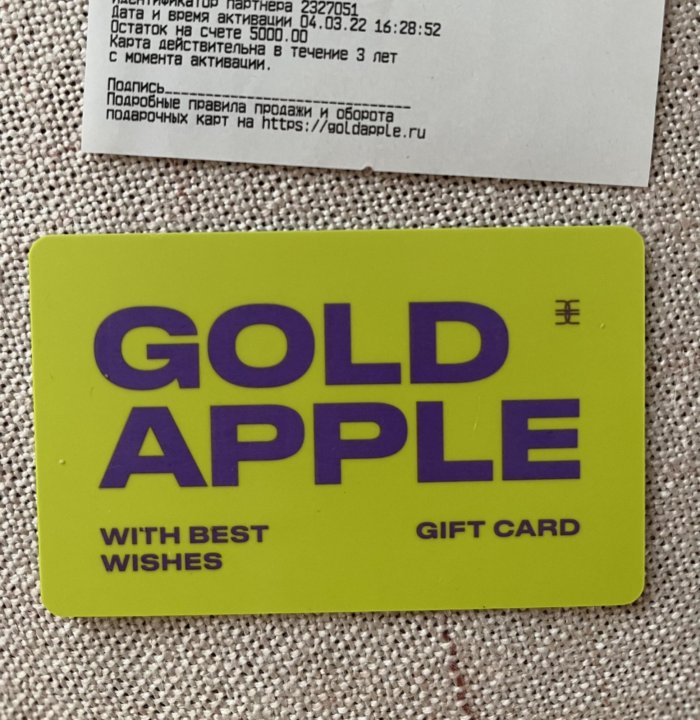 Идентификатор партнера 2327051
Дата и время активации 04.03.22 16:28:52
Остаток на счете 5000.00
Карта действительна в течение 3 лет
с момента активации.
Подпись______________________________
Подробные правила продажи и оборота
подарочных карт на https://goldapple.ru
GOLD
APPLE
WITH BEST
WISHES
GIFT CARD